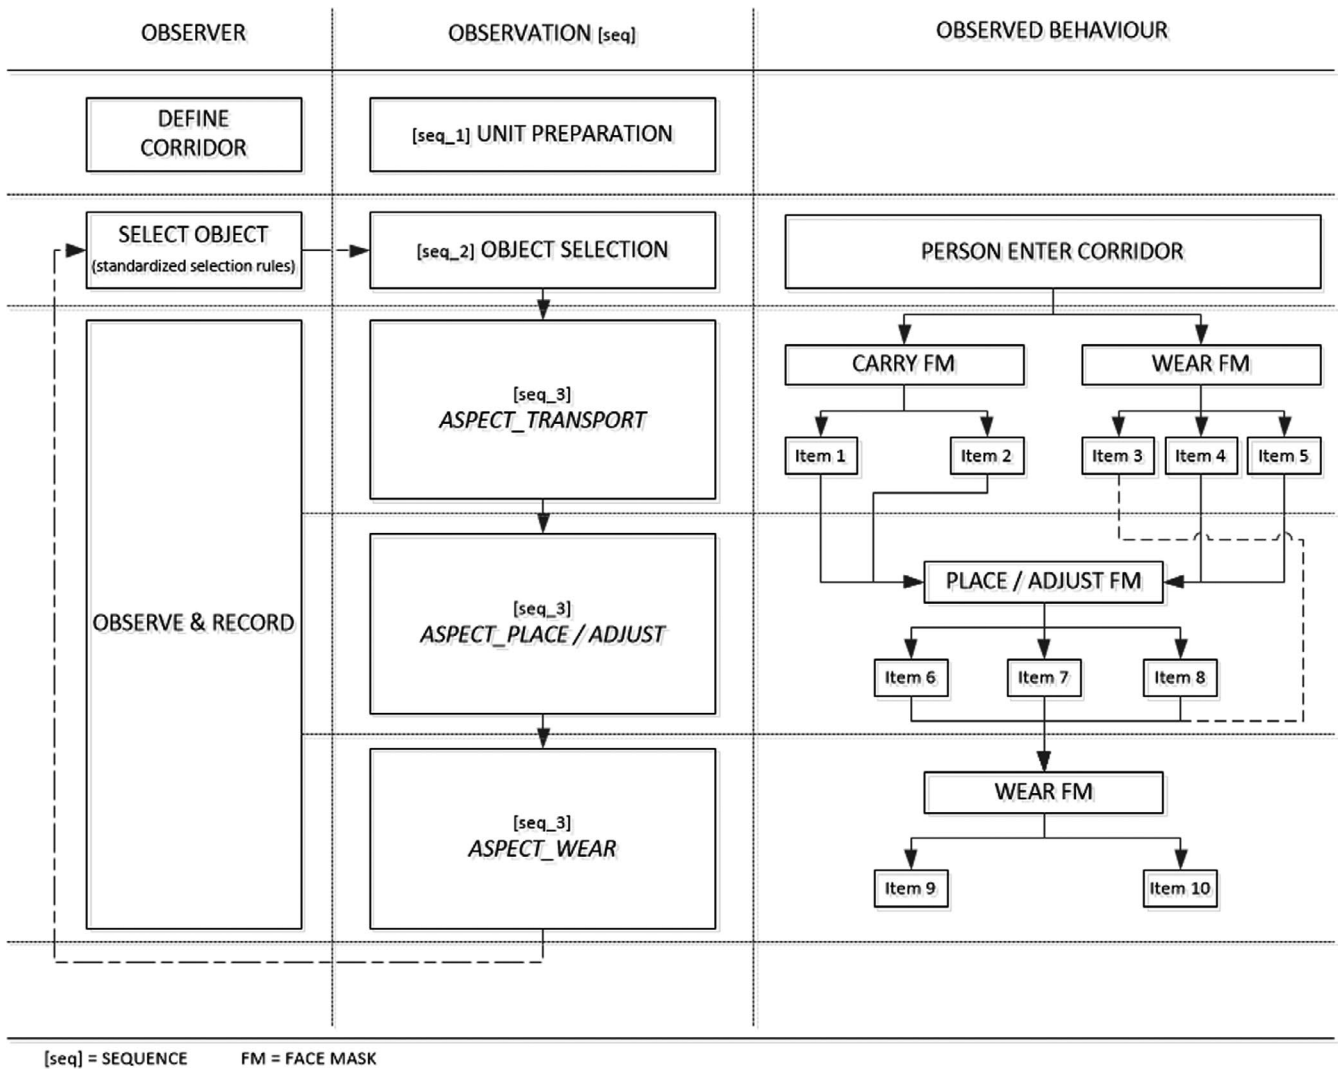 OBSERVER
OBSERVATION [seq]
OBSERVED BEHAVIOUR
DEFINE
CORRIDOR
[seq_1] UNIT PREPARATION
SELECT OBJECT
(standardized selection rules)
[seq_2] OBJECT SELECTION
PERSON ENTER CORRIDOR
CARRY FM
WEAR FM
[seq_3]
ASPECT_TRANSPORT
Item 1
Item 2
Item 3
Item 4
Item 5
OBSERVE & RECORD
[seq_3]
ASPECT_PLACE / ADJUST
PLACE / ADJUST FM
Item 6
Item 7
Item 8
[seq_3]
ASPECT_WEAR
WEAR FM
Item 9
Item 10
[seq] = SEQUENCE
FM = FACE MASK